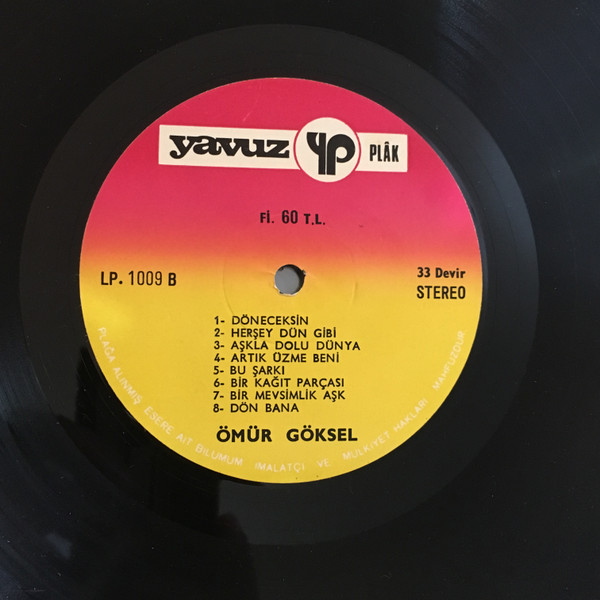 yavuz yp PLÂK
Fİ. 60 T.L.
LP. 1009 B
33 Devir
STEREO
1- DÖNECEKSİN
2- HERŞEY DÜN GİBİ
3- AŞKLA DOLU DÜNYA
4- ARTIK ÜZME BENİ
5- BU ŞARKI
6- BİR KAĞIT PARÇASI
7- BİR MEVSİMLİK AŞK
8- DÖN BANA
ÖMÜR GÖKSEL
PLAĞA ALINMIŞ ESERE AİT BİLUMUM İMALATÇI VE MÜLKİYET HAKLARI MAHFUZDUR